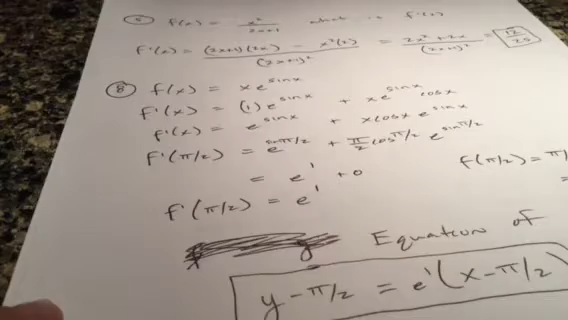 ⑤ f(x) = x²/(2x+1) what is f'(2)
f'(x) = ((2x+1)(2x) - x²(2))/(2x+1)² = (2x²+2x)/(2x+1)² = 12/25
⑧ f(x) = xe^sinx
f'(x) = (1)e^sinx + xe^sinx cosx
f'(x) = e^sinx + xcosx e^sinx
f'(π/2) = e^sinπ/2 + π/2 cosπ/2 e^sinπ/2
= e¹ + 0 f(π/2) = π/
f'(π/2) = e¹ =
Equation of
y - π/2 = e¹(x - π/2)